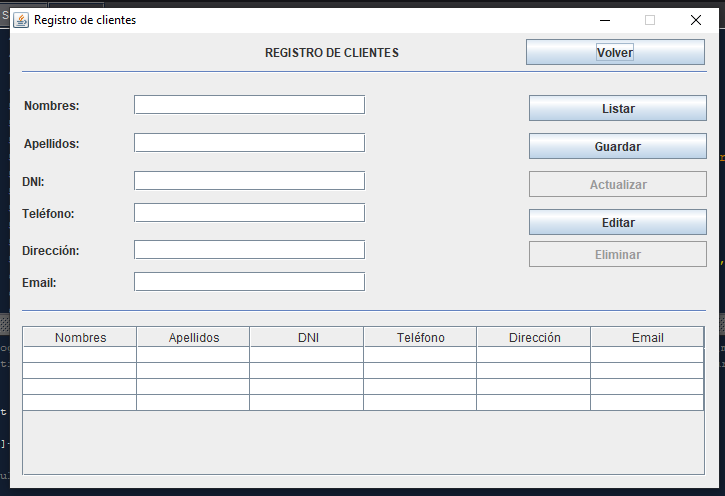 Registro de clientes
REGISTRO DE CLIENTES
Volver
Nombres:
Listar
Apellidos:
Guardar
DNI:
Actualizar
Teléfono:
Editar
Dirección:
Eliminar
Email:
Nombres Apellidos DNI Teléfono Dirección Email